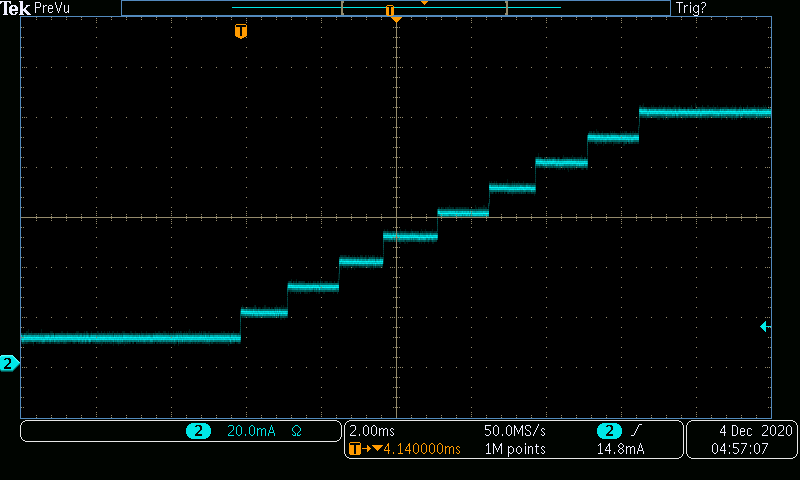 Tek PreVu Trig?
T
T
2
2 20.0mA Ω 2.00ms 50.0MS/s 2 4 Dec 2020
T→▼4.140000ms 1M points 14.8mA 04:57:07